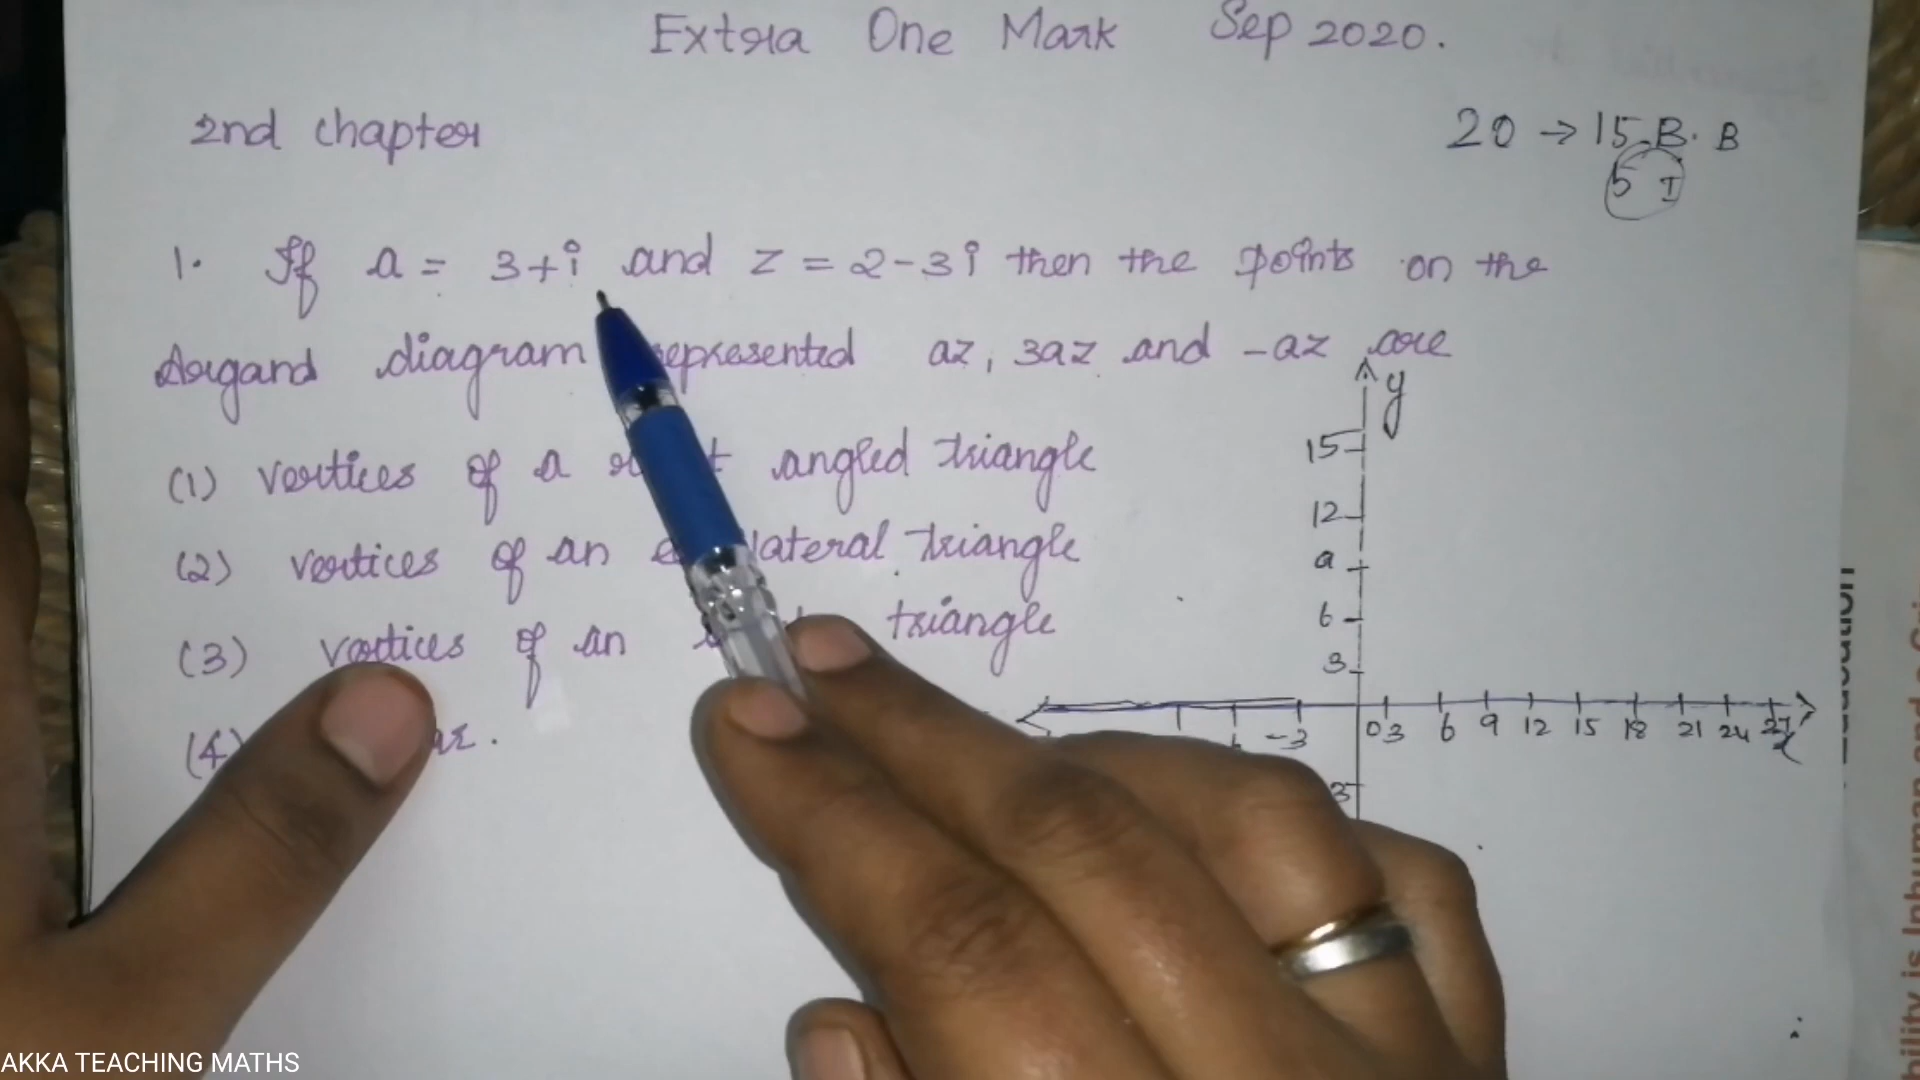 Extra One Mark Sep 2020.
2nd chapter
20 → 15 B. B
5 I
1. If a = 3+i and z = 2-3i then the points on the
Argand diagram represented az, 3az and -az are
(1) vertices of a angled triangle
(2) vertices of an triangle
(3) vertices of an triangle
(4)
y
15
12
9
6
3
-3 0 3 6 9 12 15 18 21 24 27
x
3
AKKA TEACHING MATHS